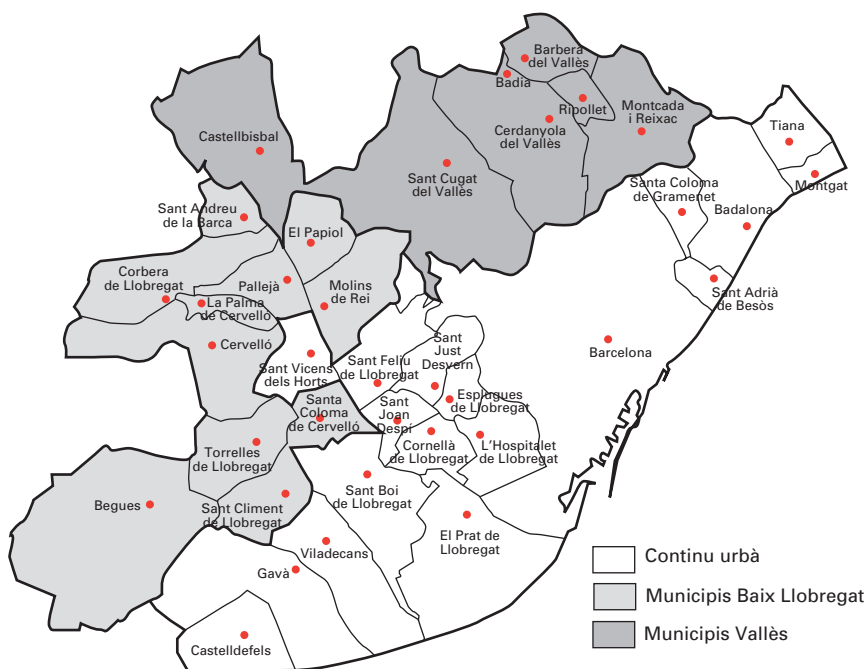 Barbera
del Vallès
Badia
Ripollet
Montcada
i Reixac
Castellbisbal
Cerdanyola
del Vallès
Tiana
Sant Cugat
del Vallès
Montgat
Santa Coloma
de Gramenet
Badalona
Sant Andreu
de la Barca
El Papiol
Corbera
de Llobregat
Pallejà
Molins
de Rei
Sant Adrià
de Besòs
La Palma
de Cervelló
Cervelló
Sant Vicens
dels Horts
Sant Feliu
de Llobregat
Sant
Just
Desvern
Barcelona
Esplugues
de Llobregat
Santa
Coloma
de Cervelló
Sant
Joan
Despí
Cornellà
de Llobregat
L'Hospitalet
de Llobregat
Torrelles
de Llobregat
Begues
Sant Climent
de Llobregat
Sant Boi
de Llobregat
El Prat de
Llobregat
Viladecans
Gavà
Castelldefels
Continu urbà
Municipis Baix Llobregat
Municipis Vallès